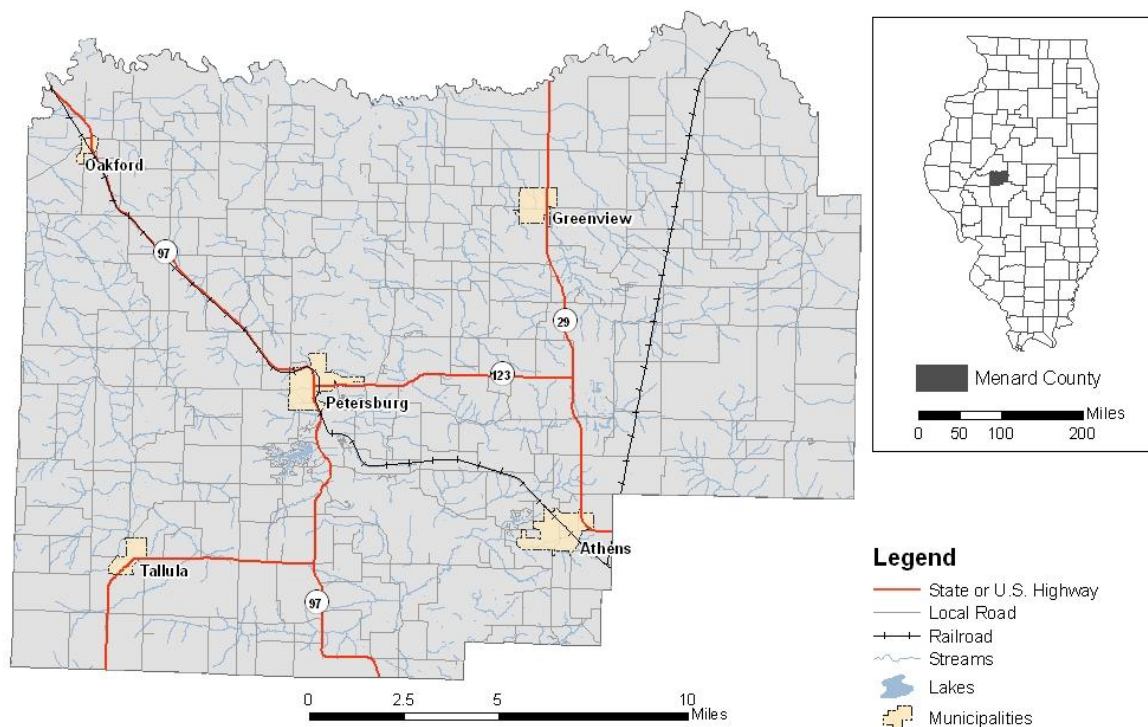 Oakford
97
Greenview
29
123
Petersburg
Athens
Tallula
97
0 2.5 5 10
Miles
Menard County
Miles
0 50 100 200
Legend
State or U.S. Highway
Local Road
Railroad
Streams
Lakes
Municipalities